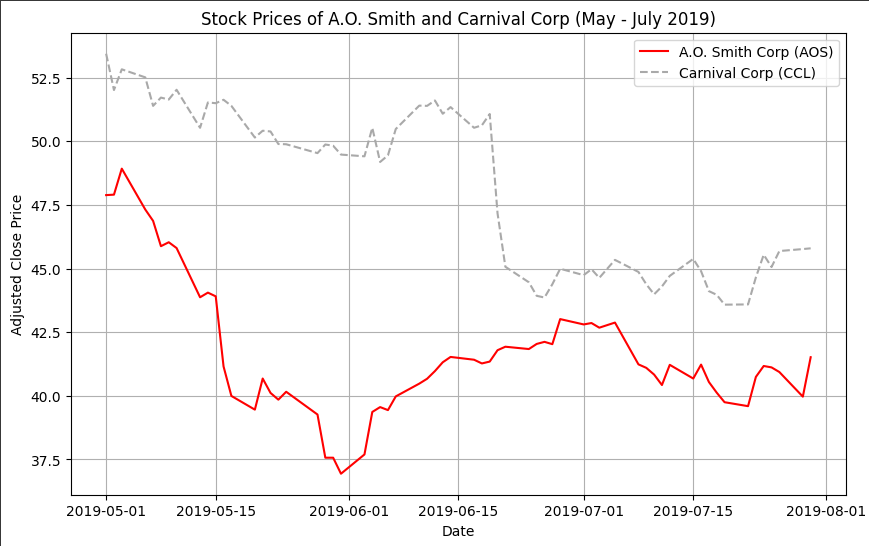 Stock Prices of A.O. Smith and Carnival Corp (May - July 2019)
A.O. Smith Corp (AOS)
Carnival Corp (CCL)
Adjusted Close Price
52.5
50.0
47.5
45.0
42.5
40.0
37.5
2019-05-01 2019-05-15 2019-06-01 2019-06-15 2019-07-01 2019-07-15 2019-08-01
Date